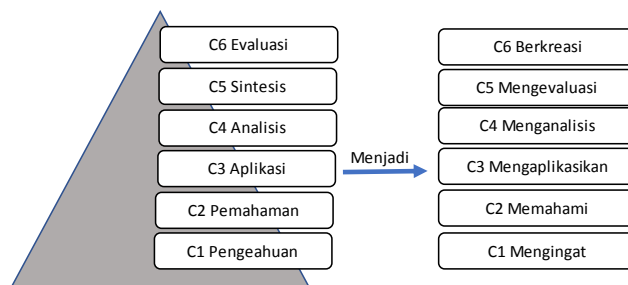 C6 Evaluasi
C5 Sintesis
C4 Analisis
C3 Aplikasi
C2 Pemahaman
C1 Pengeahuan
Menjadi
C6 Berkreasi
C5 Mengevaluasi
C4 Menganalisis
C3 Mengaplikasikan
C2 Memahami
C1 Mengingat